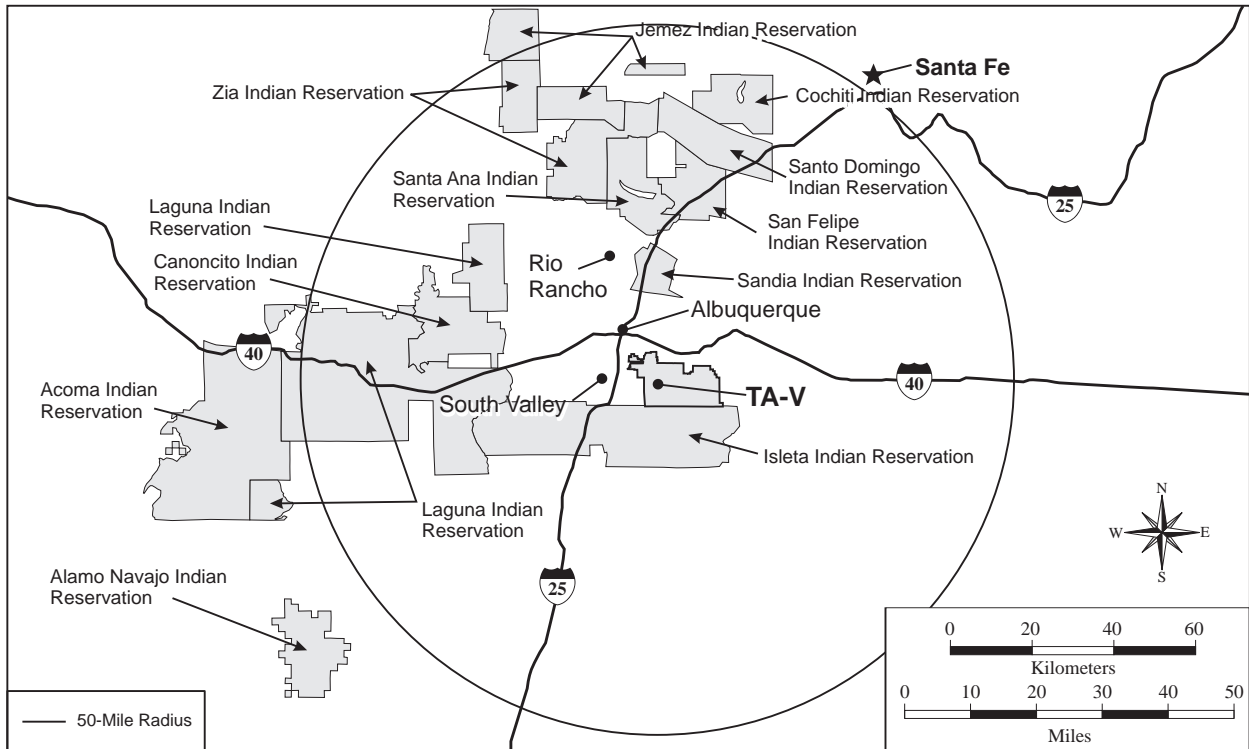 Jemez Indian Reservation
Santa Fe
Zia Indian Reservation
Cochiti Indian Reservation
Santo Domingo
Indian Reservation
Santa Ana Indian
Reservation
25
Laguna Indian
Reservation
San Felipe
Indian Reservation
Canoncito Indian
Reservation
Rio
Rancho
Sandia Indian Reservation
Albuquerque
40
40
Acoma Indian
Reservation
South Valley
TA-V
Isleta Indian Reservation
Laguna Indian
Reservation
N
W
E
S
Alamo Navajo Indian
Reservation
25
0 20 40 60
Kilometers
0 10 20 30 40 50
Miles
50-Mile Radius